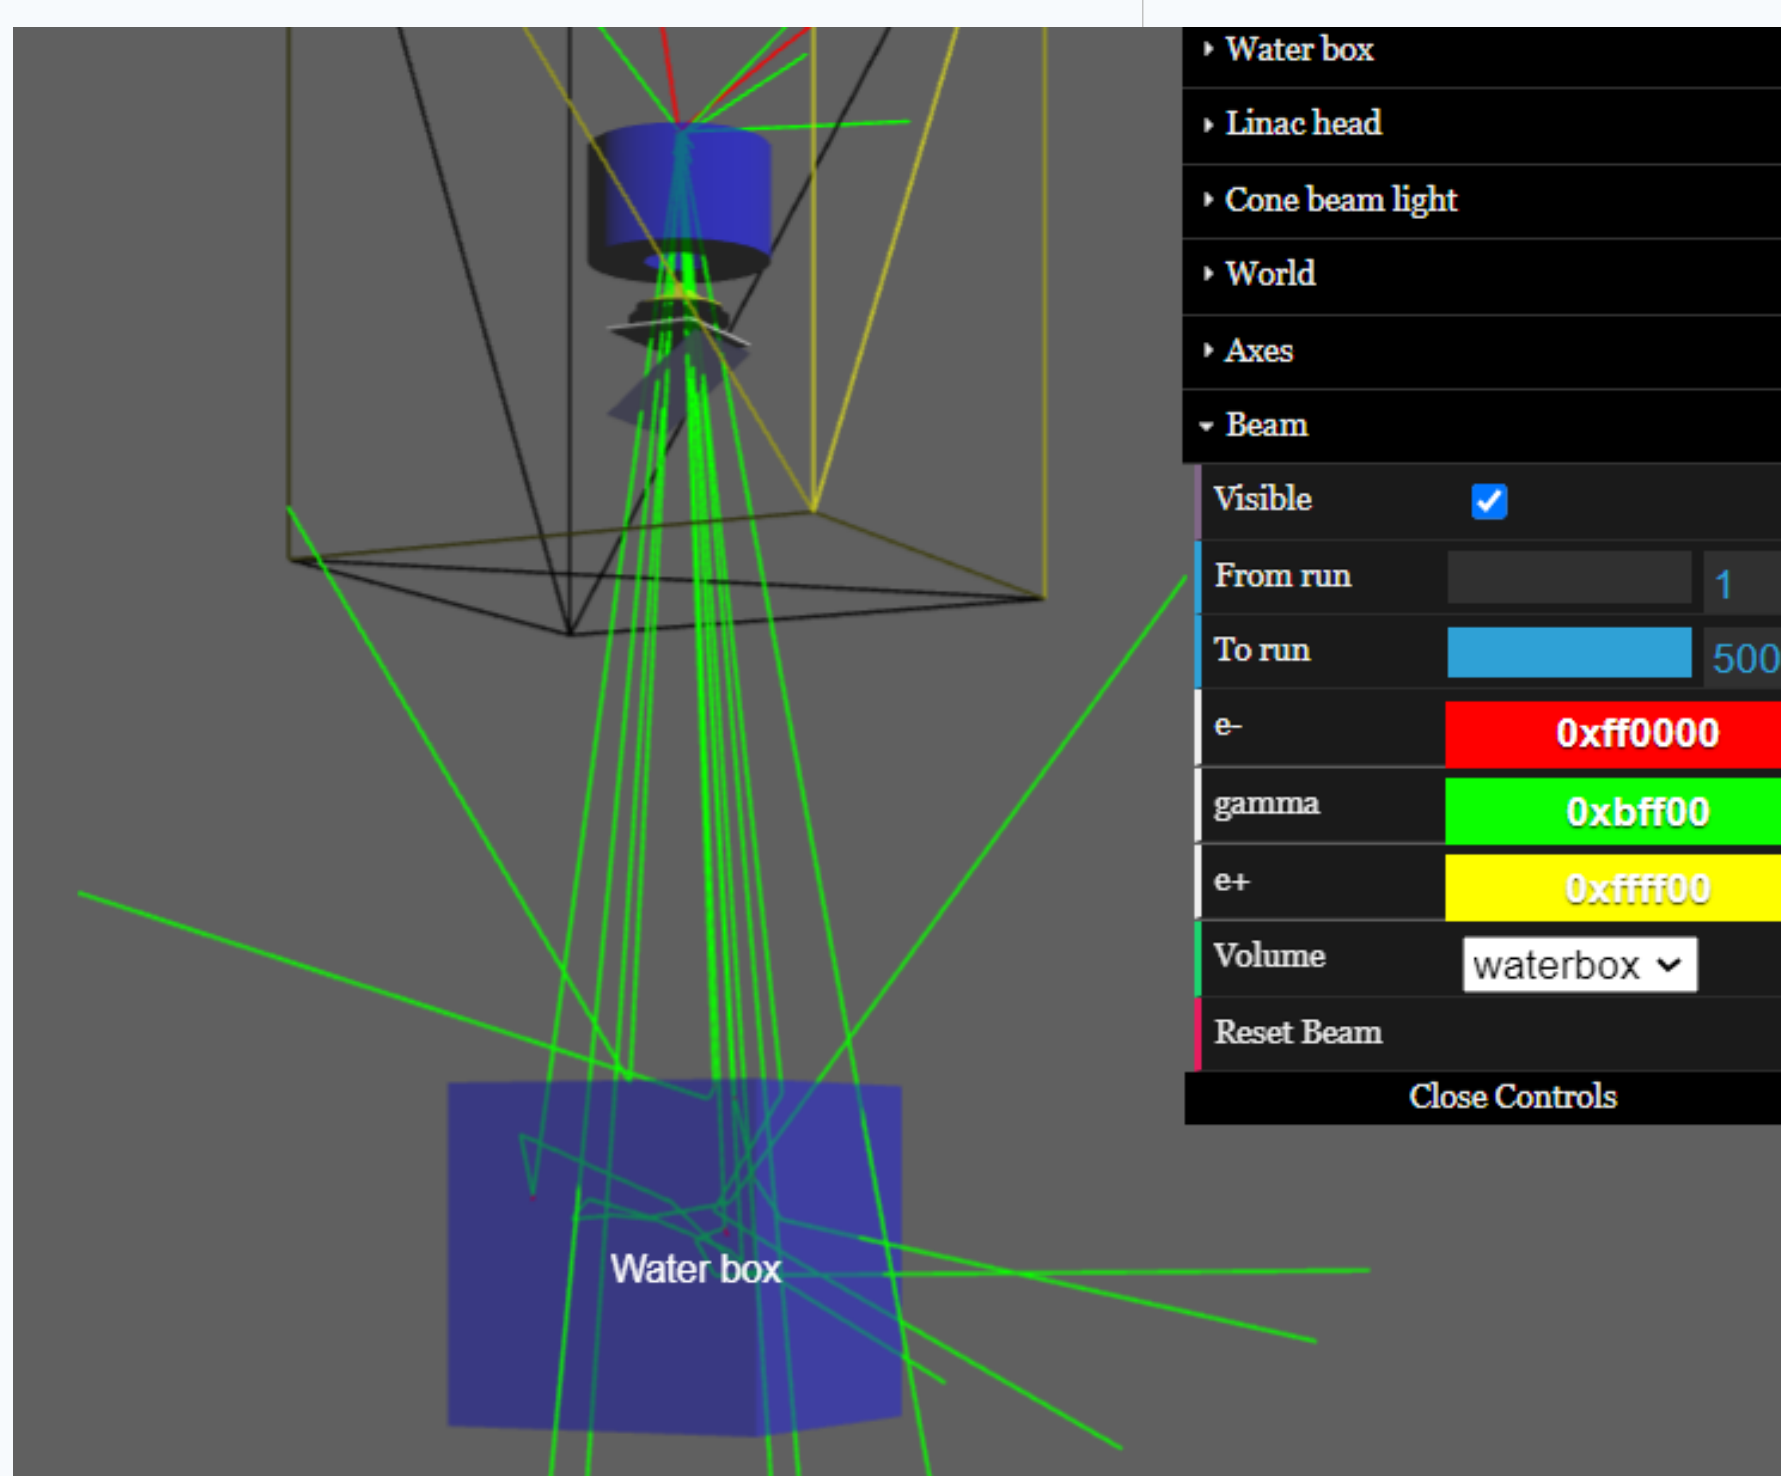 Water box
Linac head
Cone beam light
World
Axes
Beam
Visible
From run 1
To run 500
e- 0xff0000
gamma 0xbff00
e+ 0xffff00
Volume waterbox
Reset Beam
Close Controls
Water box